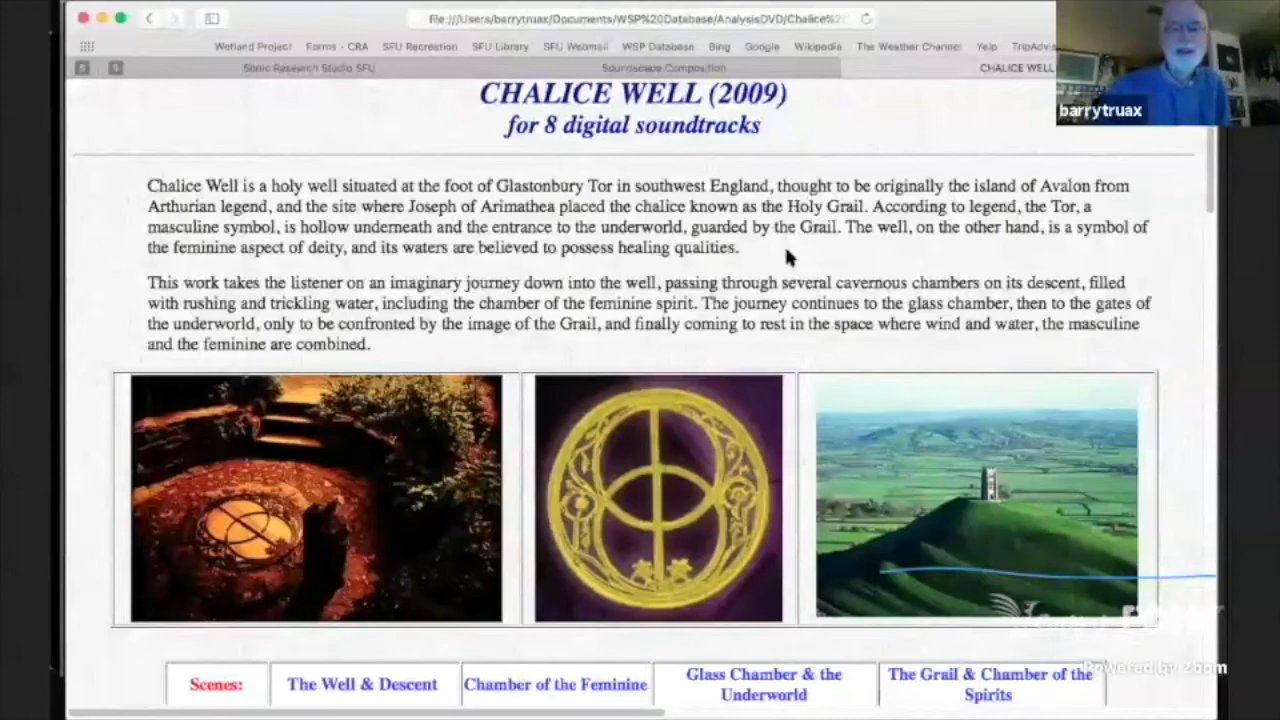 file:///Users/barrytruax/Documents/WSP%20Database/AnalysisDVD/Chalice%2
Wetland Project Forms - CRA SFU Recreation SFU Library SFU Webmail WSP Database Bing Google Wikipedia The Weather Channel Yelp TripAdvis
Sonic Research Studio SFU Soundscape Composition CHALICE WELL
barrytruax
CHALICE WELL (2009)
for 8 digital soundtracks
Chalice Well is a holy well situated at the foot of Glastonbury Tor in southwest England, thought to be originally the island of Avalon from
Arthurian legend, and the site where Joseph of Arimathea placed the chalice known as the Holy Grail. According to legend, the Tor, a
masculine symbol, is hollow underneath and the entrance to the underworld, guarded by the Grail. The well, on the other hand, is a symbol of
the feminine aspect of deity, and its waters are believed to possess healing qualities.
This work takes the listener on an imaginary journey down into the well, passing through several cavernous chambers on its descent, filled
with rushing and trickling water, including the chamber of the feminine spirit. The journey continues to the glass chamber, then to the gates of
the underworld, only to be confronted by the image of the Grail, and finally coming to rest in the space where wind and water, the masculine
and the feminine are combined.
Powered by Zoom
Scenes: The Well & Descent Chamber of the Feminine Glass Chamber & the Underworld The Grail & Chamber of the Spirits